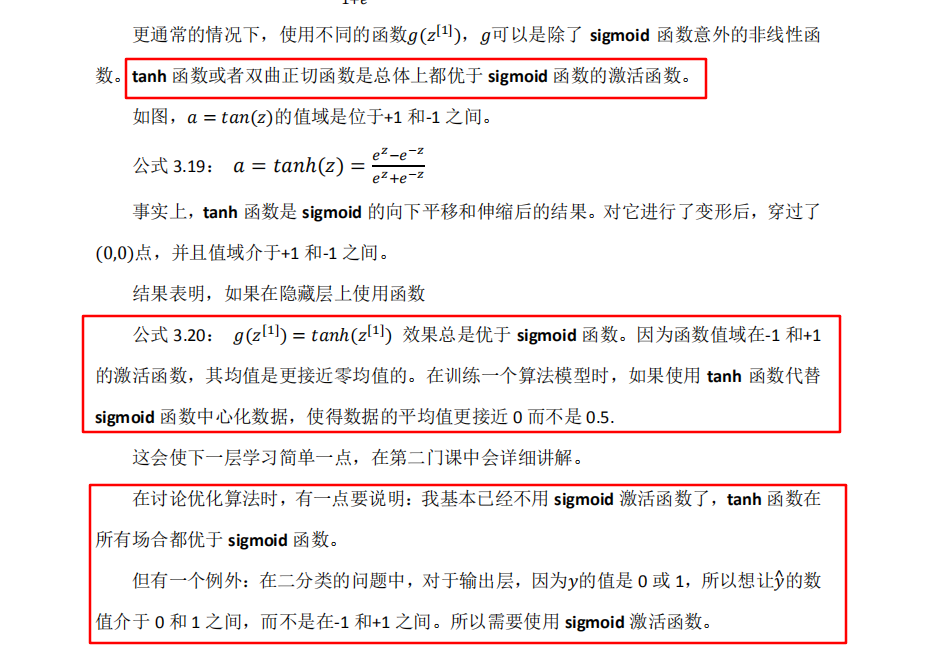 更通常的情况下，使用不同的函数g(z^[1])，g可以是除了 sigmoid 函数意外的非线性函
数。tanh 函数或者双曲正切函数是总体上都优于 sigmoid 函数的激活函数。
如图，a = tan(z)的值域是位于+1 和-1 之间。
公式 3.19： a = tanh(z) = (e^z−e^−z)/(e^z+e^−z)
事实上，tanh 函数是 sigmoid 的向下平移和伸缩后的结果。对它进行了变形后，穿过了
(0,0)点，并且值域介于+1 和-1 之间。
结果表明，如果在隐藏层上使用函数
公式 3.20： g(z^[1]) = tanh(z^[1]) 效果总是优于 sigmoid 函数。因为函数值域在-1 和+1
的激活函数，其均值是更接近零均值的。在训练一个算法模型时，如果使用 tanh 函数代替
sigmoid 函数中心化数据，使得数据的平均值更接近 0 而不是 0.5.
这会使下一层学习简单一点，在第二门课中会详细讲解。
在讨论优化算法时，有一点要说明：我基本已经不用 sigmoid 激活函数了，tanh 函数在
所有场合都优于 sigmoid 函数。
但有一个例外：在二分类的问题中，对于输出层，因为y的值是 0 或 1，所以想让ŷ的数
值介于 0 和 1 之间，而不是在-1 和+1 之间。所以需要使用 sigmoid 激活函数。